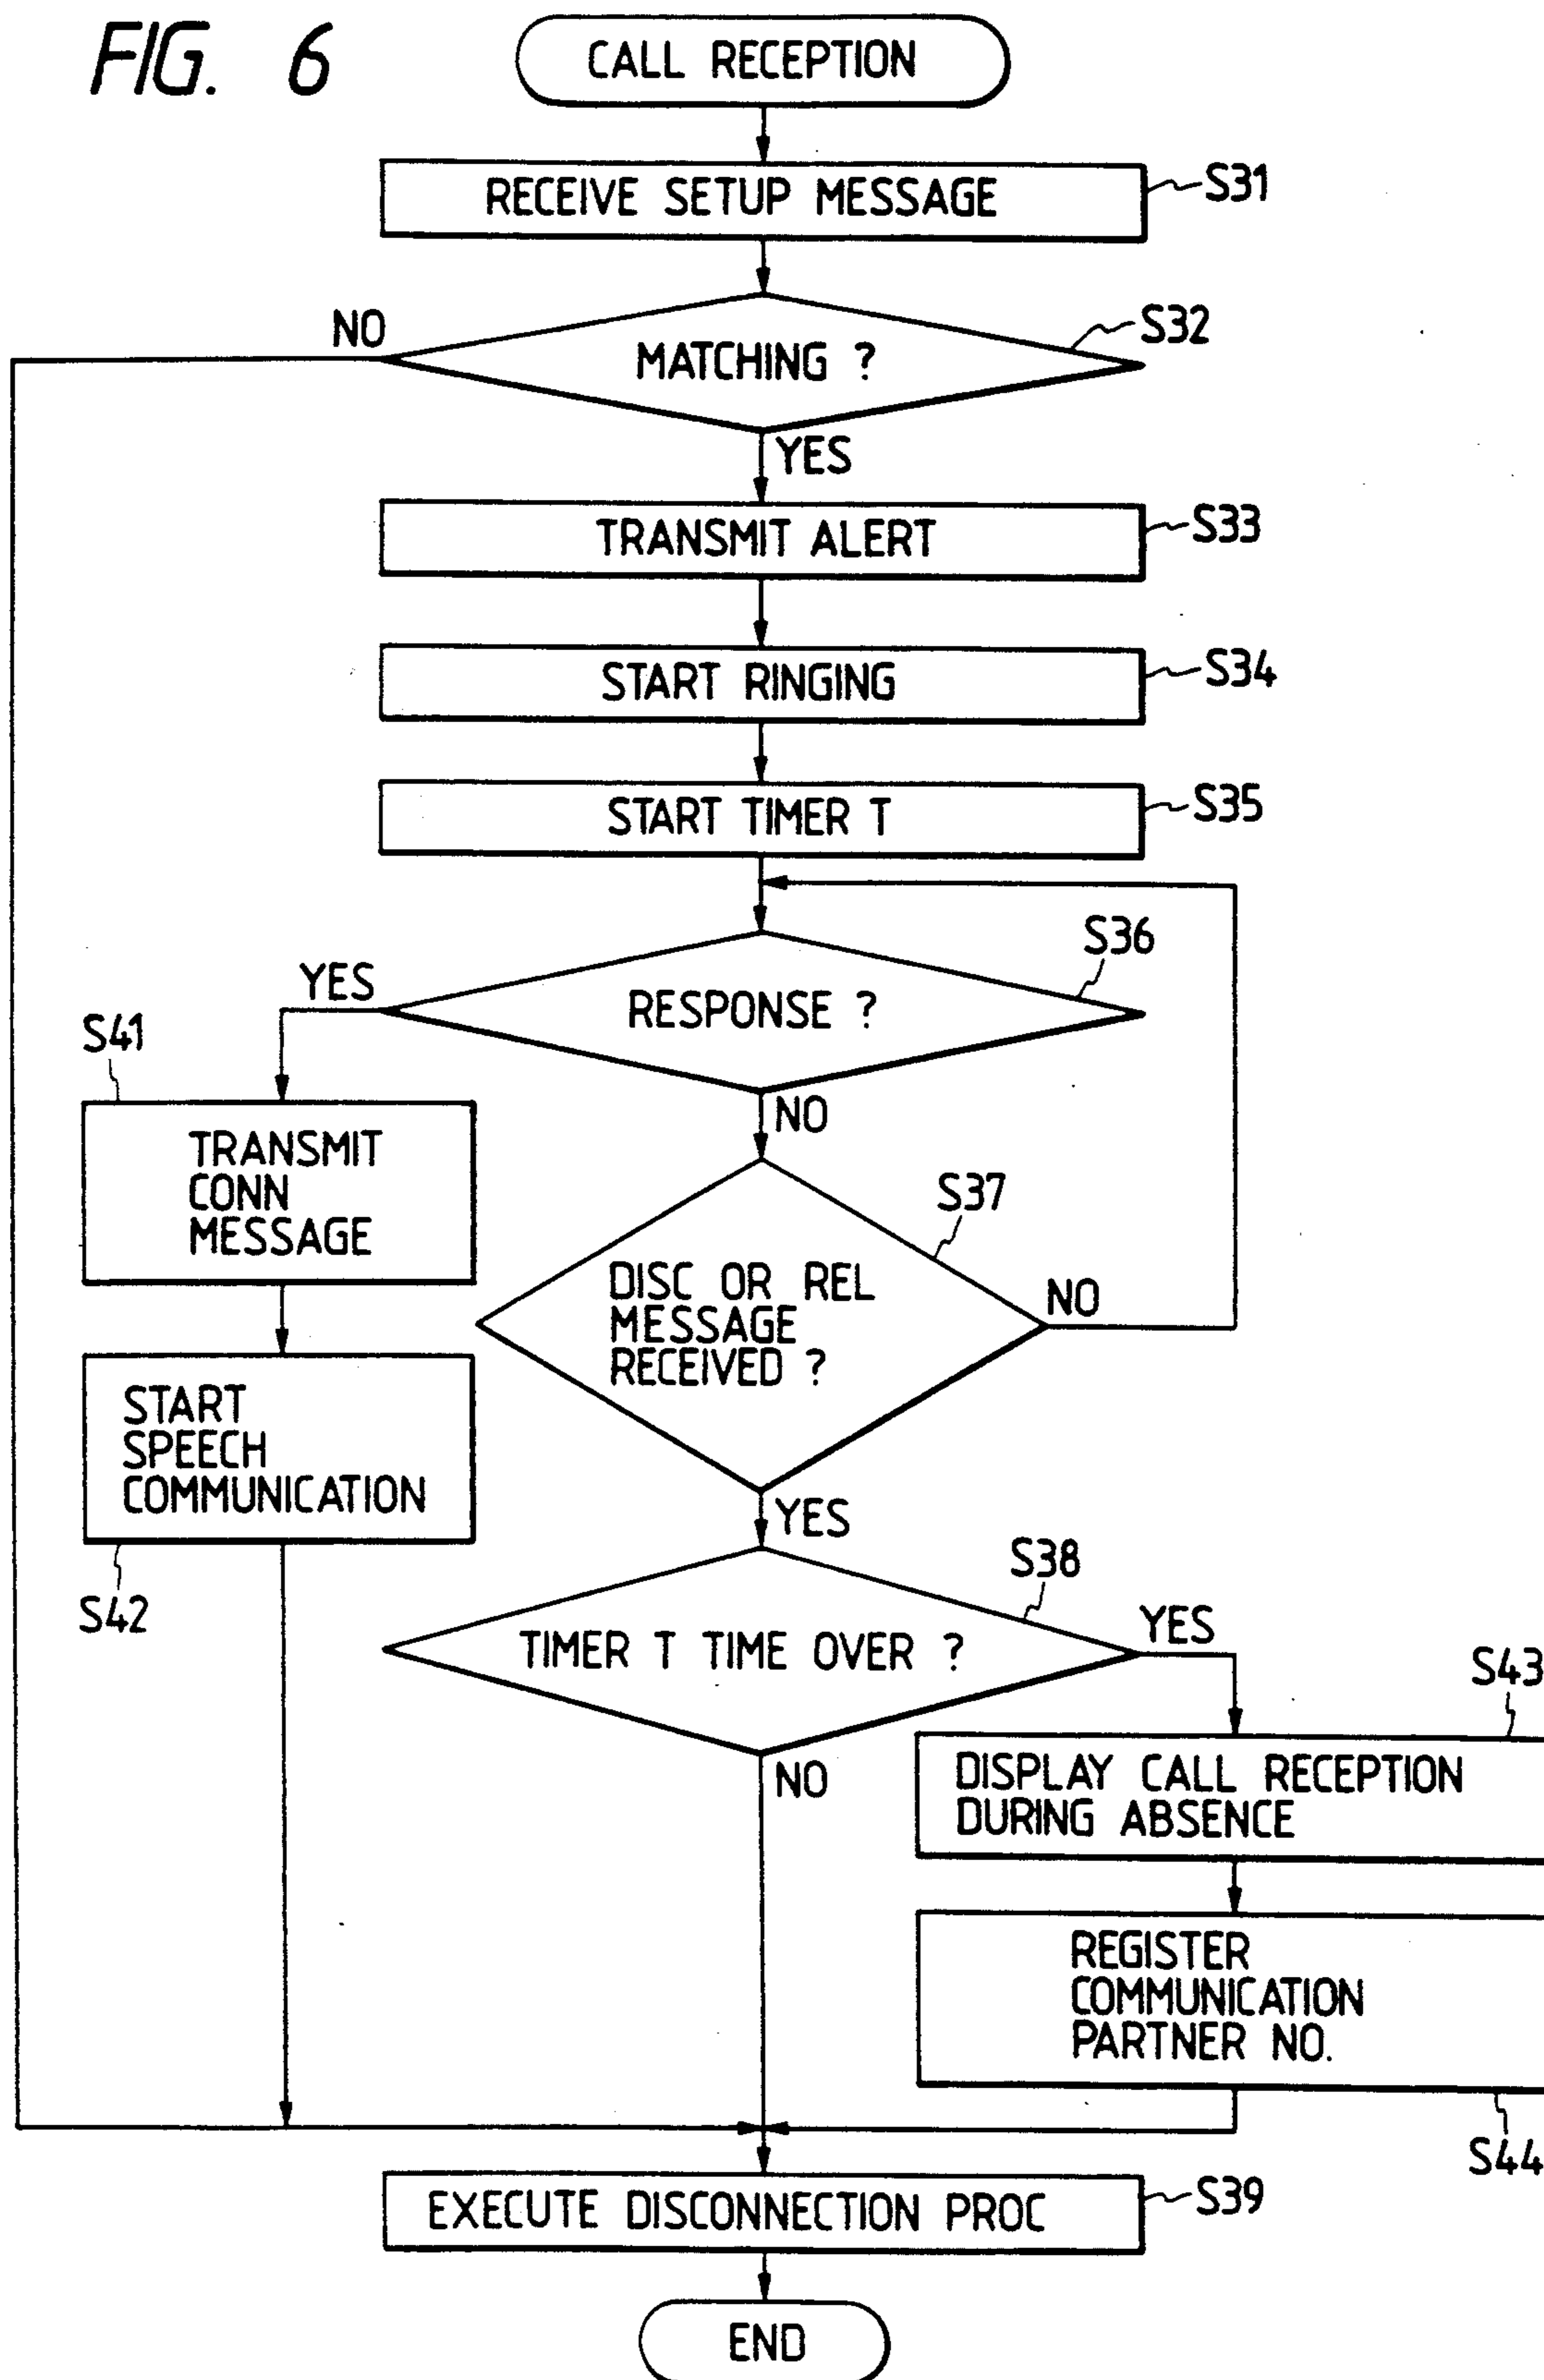 FIG. 6
CALL RECEPTION
RECEIVE SETUP MESSAGE
S31
NO
MATCHING ?
S32
YES
TRANSMIT ALERT
S33
START RINGING
S34
START TIMER T
S35
YES
RESPONSE ?
S36
S41
NO
TRANSMIT
CONN
MESSAGE
S37
DISC OR REL
MESSAGE
RECEIVED ?
NO
START
SPEECH
COMMUNICATION
YES
S42
S38
TIMER T TIME OVER ?
YES
S43
NO
DISPLAY CALL RECEPTION
DURING ABSENCE
REGISTER
COMMUNICATION
PARTNER NO.
S44
EXECUTE DISCONNECTION PROC
S39
END